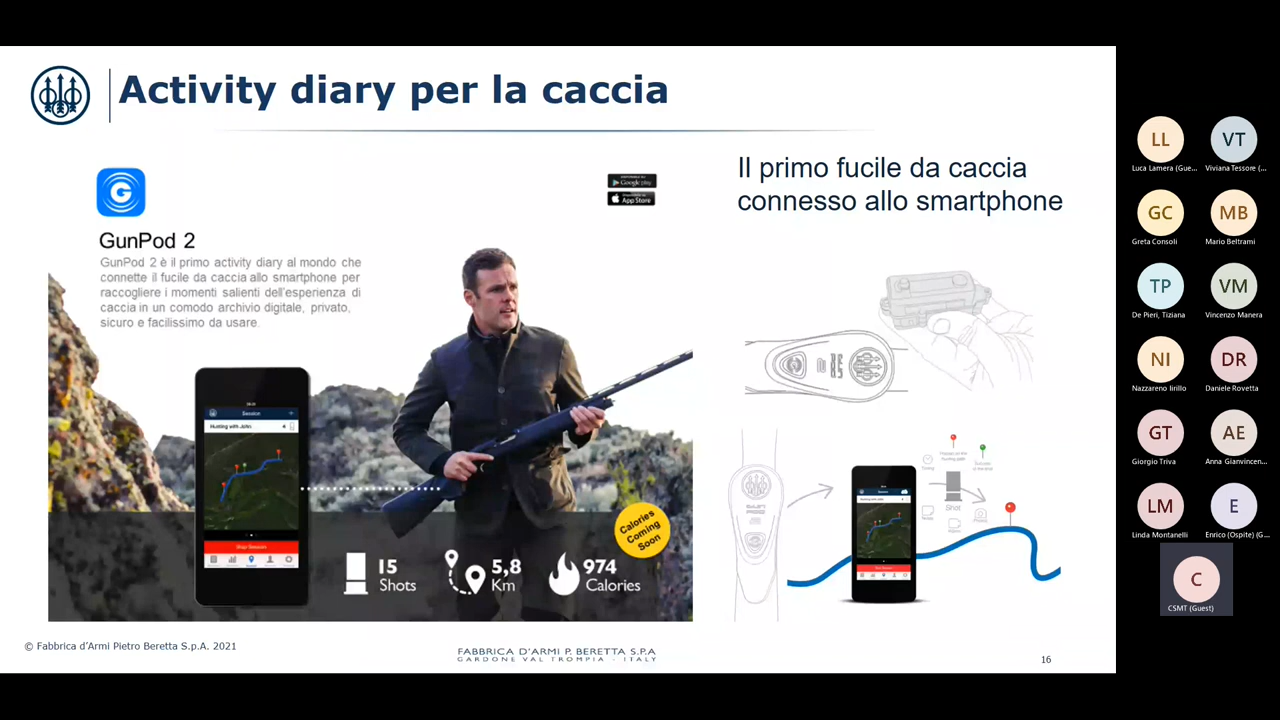 Activity diary per la caccia
Il primo fucile da caccia
connesso allo smartphone
Google play
App Store
G
GunPod 2
GunPod 2 è il primo activity diary al mondo che
connette il fucile da caccia allo smartphone per
raccogliere i momenti salienti dell'esperienza di
caccia in un comodo archivio digitale, privato,
sicuro e facilissimo da usare.
Session
Hunting with John
Stop Session
Calories
Coming
Soon
15
Shots
5,8
Km
974
Calories
Shot
© Fabbrica d'Armi Pietro Beretta S.p.A. 2021
FABBRICA D'ARMI P. BERETTA S.P.A
GARDONE VAL TROMPIA - ITALY
16
LL
Luca Lamera (Gue...
VT
Viviana Tessore (...
GC
Greta Consoli
MB
Mario Beltrami
TP
De Pieri, Tiziana
VM
Vincenzo Manera
NI
Nazzareno Iirillo
DR
Daniele Rovetta
GT
Giorgio Triva
AE
Anna Gianvincen...
LM
Linda Montanelli
E
Enrico (Ospite) (G...
C
CSMT (Guest)